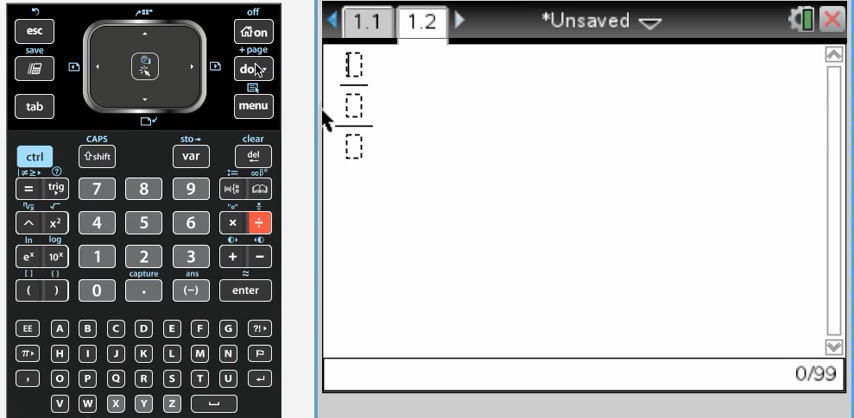 off
esc
on
save
+ page
tab
menu
CAPS
sto→
clear
ctrl
⇧shift
var
del
= trig 7 8 9
^ x² 4 5 6 × ÷
ln log
eˣ 10ˣ 1 2 3 + −
[ ] { } capture ans ≈
( ) 0 . (−) enter
EE A B C D E F G ?!▸
π▸ H I J K L M N
, O P Q R S T U
V W X Y Z
1.1 1.2 *Unsaved
0/99